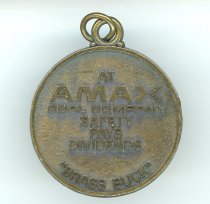 AT
AMAX
COAL COMPANY
SAFETY
PAYS
DIVIDENDS
"BRASS BUCK"